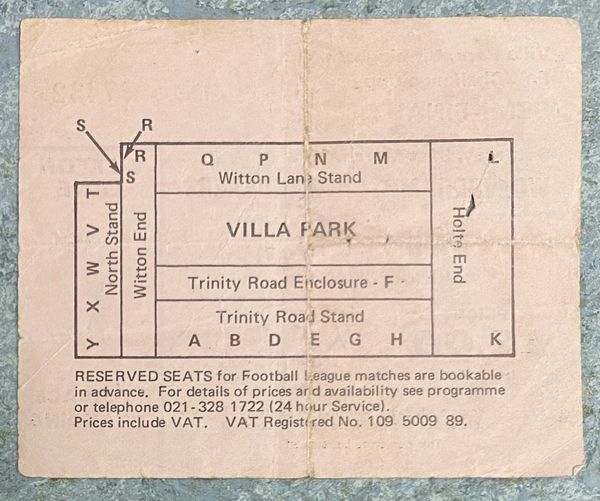 S R
R Q P N M L
S Witton Lane Stand
T
V
W
X
Y
North Stand
Witton End
VILLA PARK
Holte End
Trinity Road Enclosure - F
Trinity Road Stand
A B D E G H K
RESERVED SEATS for Football League matches are bookable
in advance. For details of prices and availability see programme
or telephone 021-328 1722 (24 hour Service).
Prices include VAT. VAT Registered No. 109 5009 89.